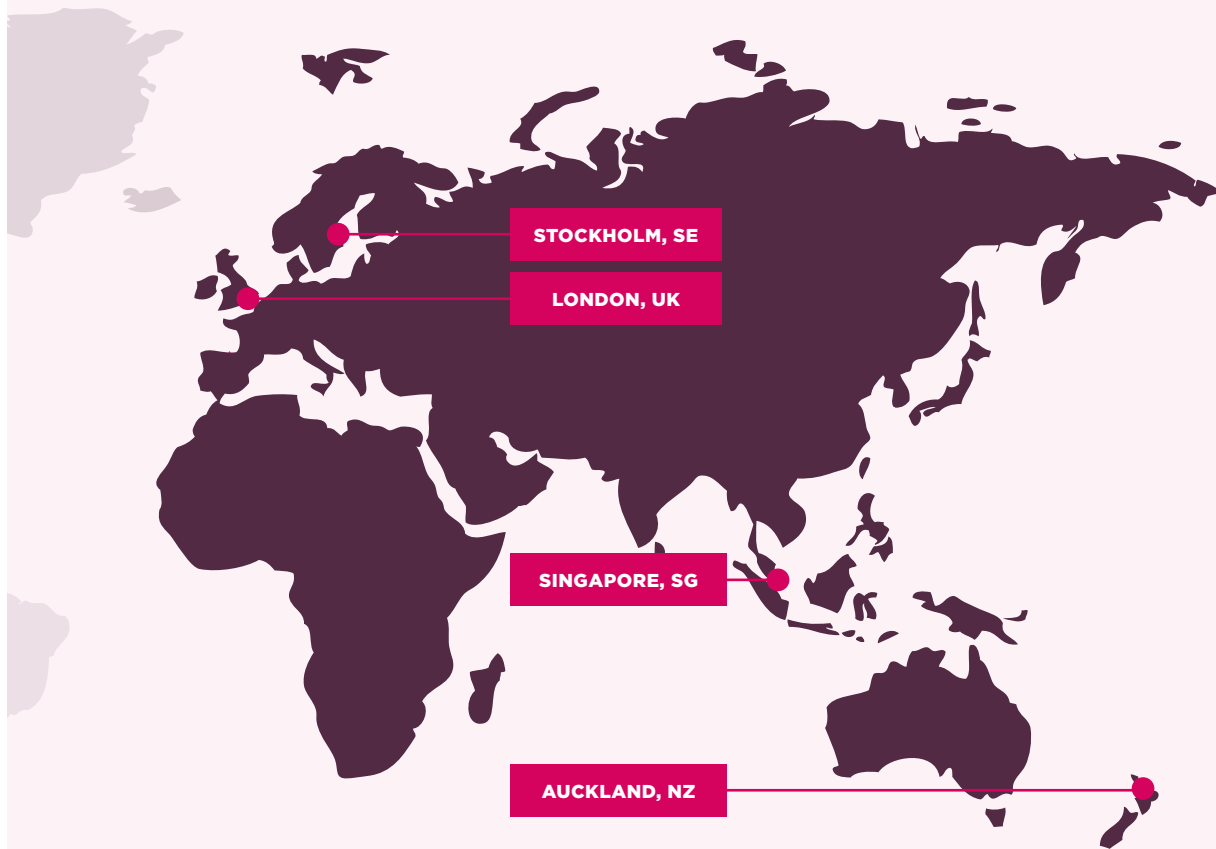 STOCKHOLM, SE
LONDON, UK
SINGAPORE, SG
AUCKLAND, NZ